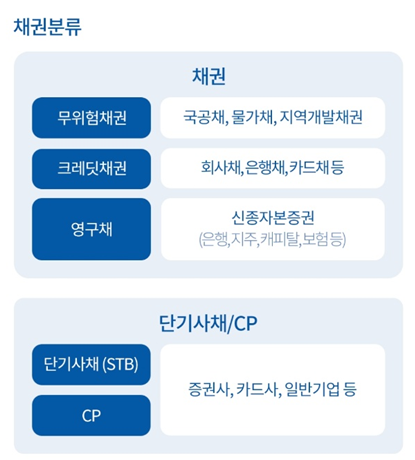 채권분류
채권
무위험채권
국공채, 물가채, 지역개발채권
크레딧채권
회사채,은행채,카드채 등
영구채
신종자본증권
(은행,지주,캐피탈,보험 등)
단기사채/CP
단기사채 (STB)
CP
증권사, 카드사, 일반기업 등